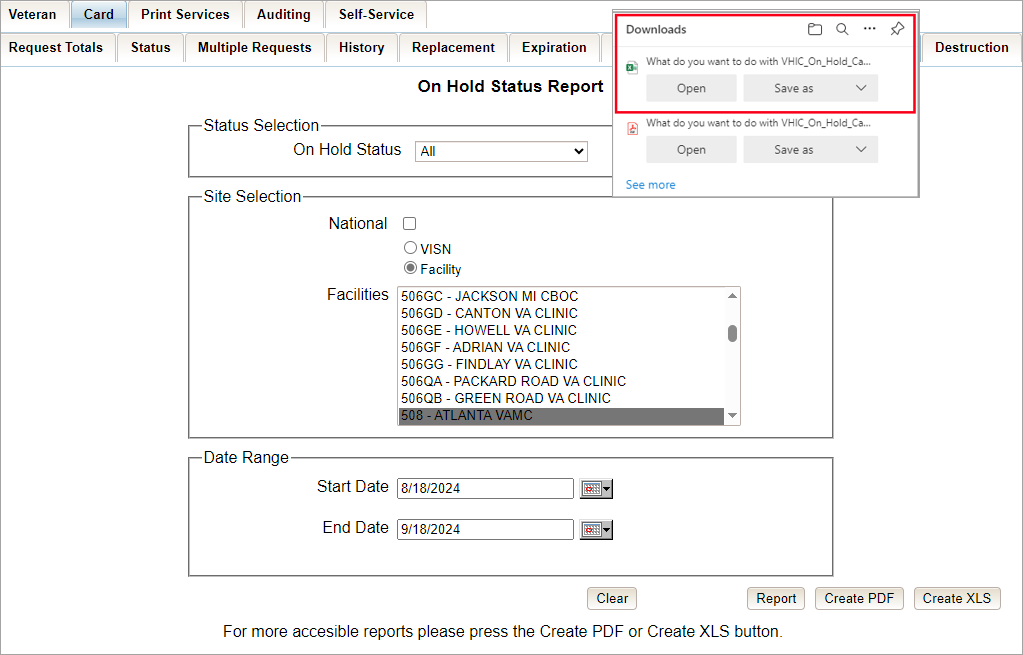 Veteran Card Print Services Auditing Self-Service
Request Totals Status Multiple Requests History Replacement Expiration Destruction
Downloads
What do you want to do with VHIC_On_Hold_Ca...
Open Save as
What do you want to do with VHIC_On_Hold_Ca...
Open Save as
See more
On Hold Status Report
Status Selection
On Hold Status All
Site Selection
National
VISN
Facility
Facilities
506GC - JACKSON MI CBOC
506GD - CANTON VA CLINIC
506GE - HOWELL VA CLINIC
506GF - ADRIAN VA CLINIC
506GG - FINDLAY VA CLINIC
506QA - PACKARD ROAD VA CLINIC
506QB - GREEN ROAD VA CLINIC
508 - ATLANTA VAMC
Date Range
Start Date 8/18/2024
End Date 9/18/2024
Clear Report Create PDF Create XLS
For more accesible reports please press the Create PDF or Create XLS button.